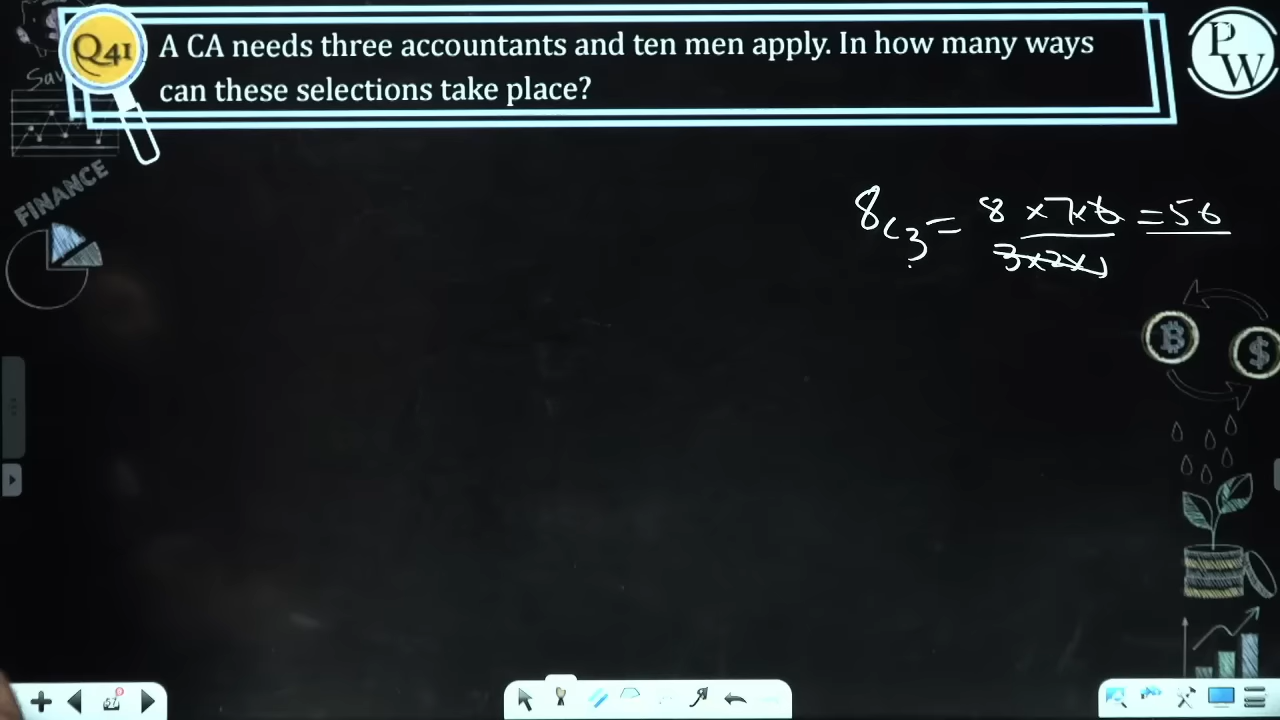 Q41
A CA needs three accountants and ten men apply. In how many ways
can these selections take place?
PW
FINANCE
8C3 = 8 × 7 × 6 = 56
3×2×1